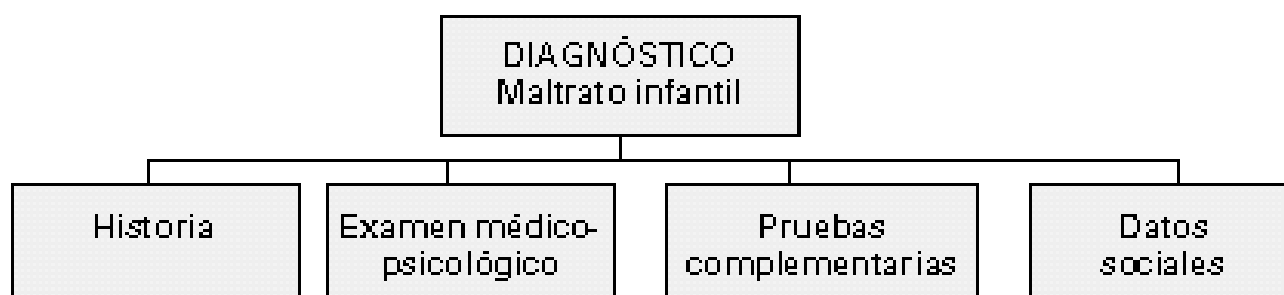 DIAGNÓSTICO
Maltrato infantil
Historia
Examen médico-
psicológico
Pruebas
complementarias
Datos
sociales